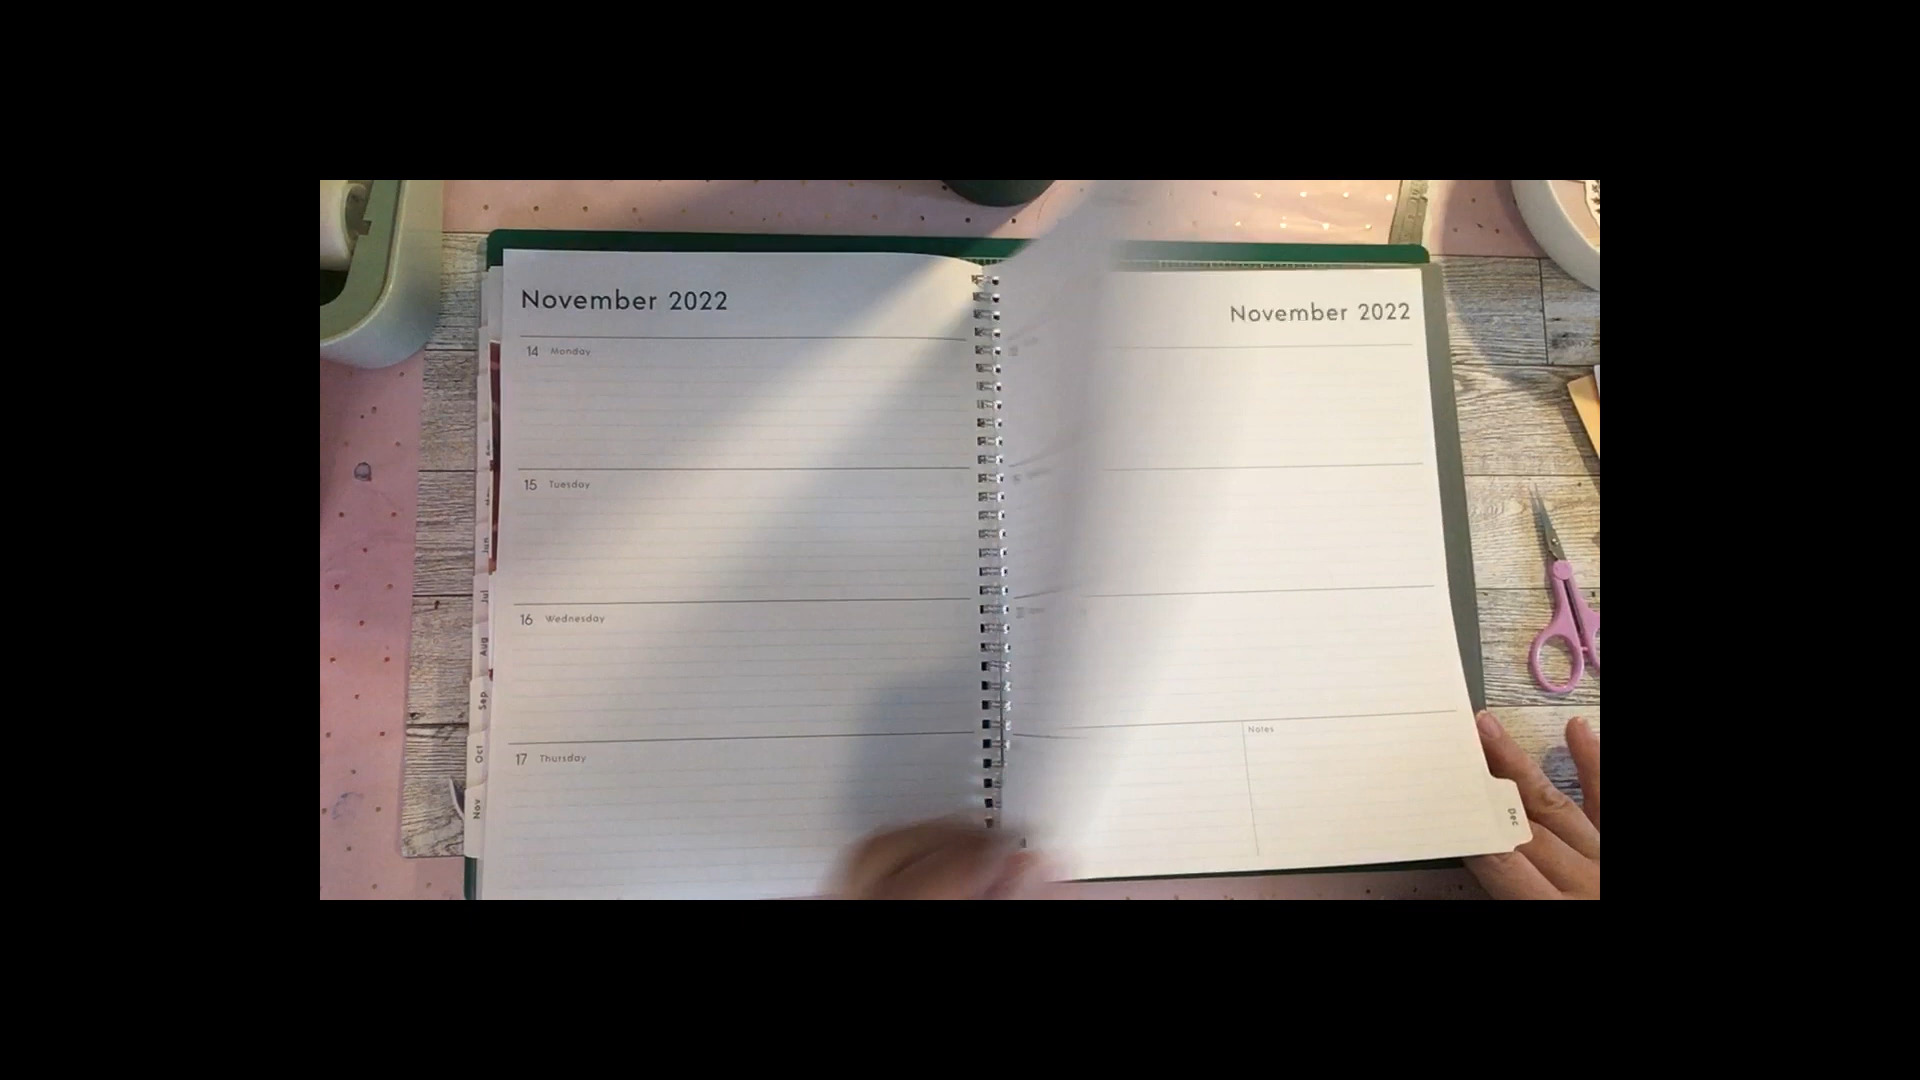 November 2022
14 Monday
15 Tuesday
16 Wednesday
17 Thursday
November 2022
Notes
Jun
Jul
Aug
Sep
Oct
Nov
Dec